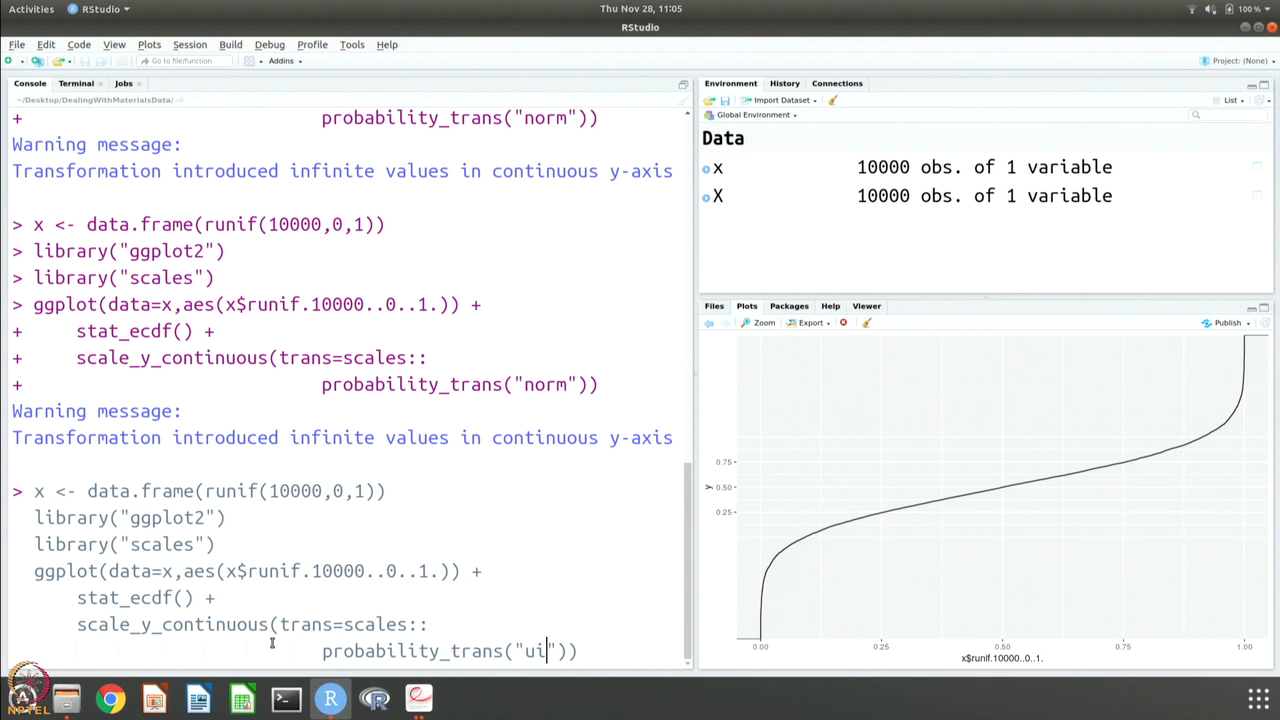 Activities RStudio Thu Nov 28, 11:05 100%
RStudio
File Edit Code View Plots Session Build Debug Profile Tools Help
Go to file/function Addins Project: (None)
Console Terminal Jobs
~/Desktop/DealingWithMaterialsData/
+ probability_trans("norm"))
Warning message:
Transformation introduced infinite values in continuous y-axis
> x <- data.frame(runif(10000,0,1))
> library("ggplot2")
> library("scales")
> ggplot(data=x,aes(x$runif.10000..0..1.)) +
+ stat_ecdf() +
+ scale_y_continuous(trans=scales::
+ probability_trans("norm"))
Warning message:
Transformation introduced infinite values in continuous y-axis
> x <- data.frame(runif(10000,0,1))
library("ggplot2")
library("scales")
ggplot(data=x,aes(x$runif.10000..0..1.)) +
stat_ecdf() +
scale_y_continuous(trans=scales::
probability_trans("ui"))
Environment History Connections
Import Dataset List
Global Environment
Data
x 10000 obs. of 1 variable
X 10000 obs. of 1 variable
Files Plots Packages Help Viewer
Zoom Export Publish
0.75
y
0.50
0.25
0.00 0.25 0.50 0.75 1.00
x$runif.10000..0..1.
NPTEL